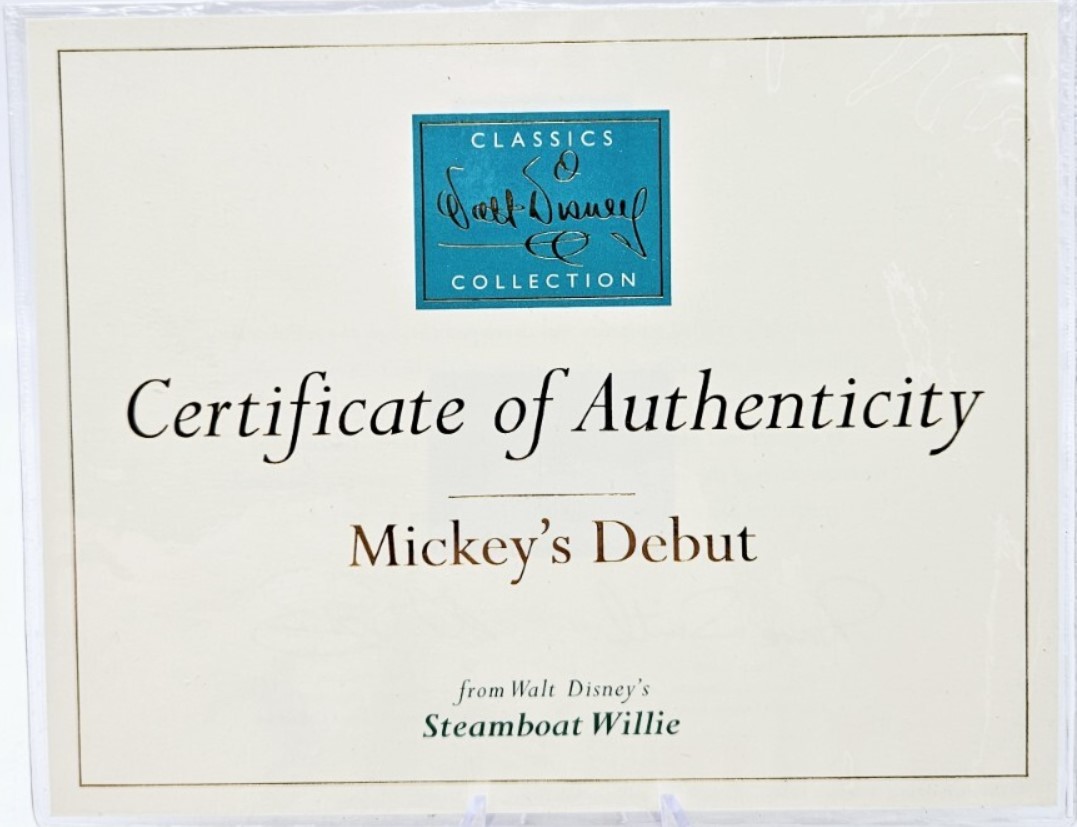 CLASSICS
Walt Disney
COLLECTION
Certificate of Authenticity
Mickey's Debut
from Walt Disney's
Steamboat Willie